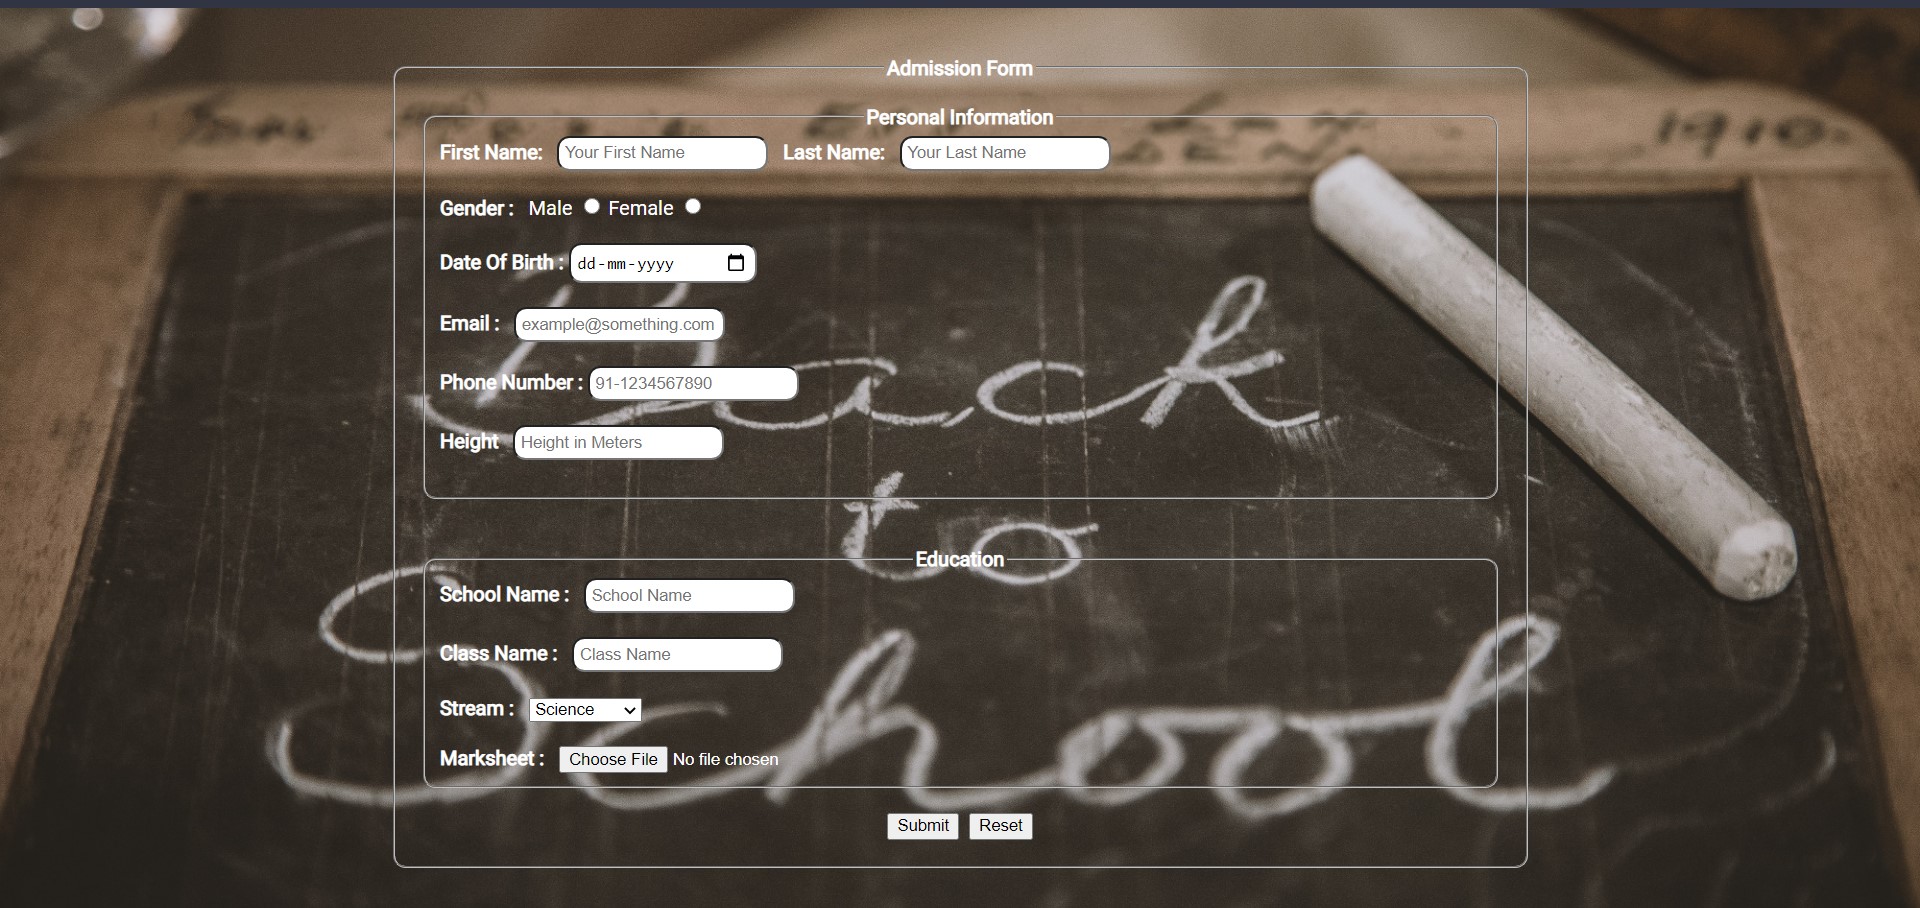 Admission Form
Personal Information
First Name: Your First Name Last Name: Your Last Name
Gender : Male Female
Date Of Birth : dd-mm-yyyy
Email : example@something.com
Phone Number : 91-1234567890
Height Height in Meters
Education
School Name : School Name
Class Name : Class Name
Stream : Science
Marksheet : Choose File No file chosen
Submit Reset
1910.
Back
to
School